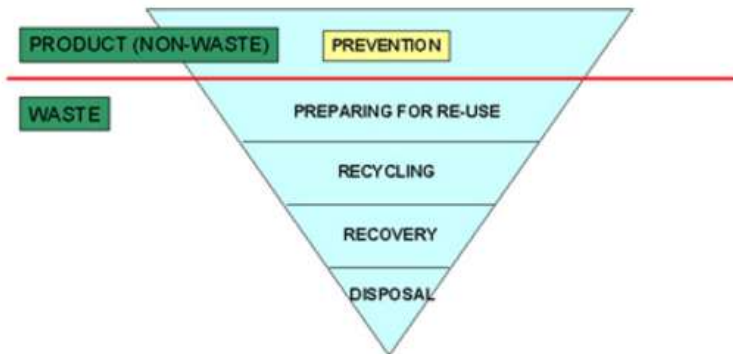 PRODUCT (NON-WASTE) PREVENTION
WASTE PREPARING FOR RE-USE
RECYCLING
RECOVERY
DISPOSAL